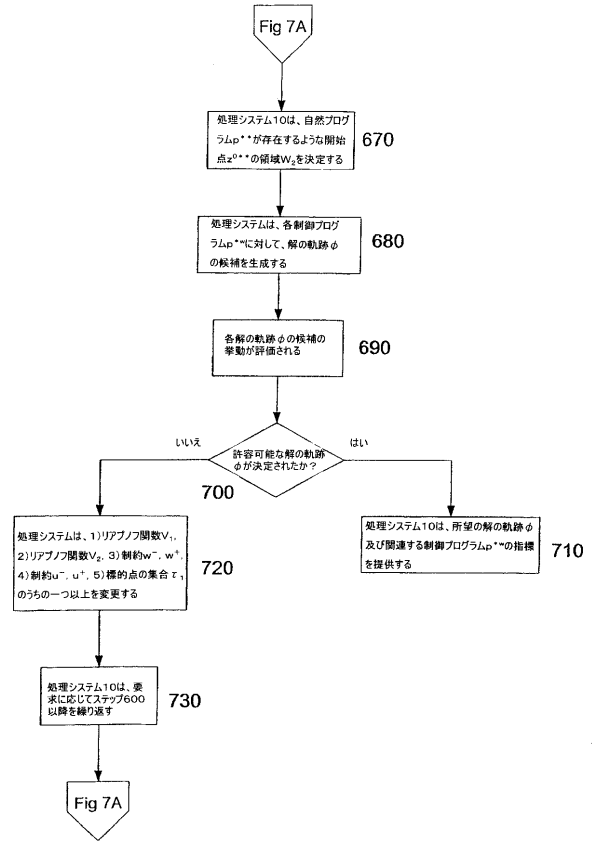 Fig 7A
処理システム10は、自然プログ
ラムp**が存在するような開始
点z⁰**の領域W₂を決定する
670
処理システムは、各制御プログ
ラムp*ʷに対して、解の軌跡φ
の候補を生成する
680
各解の軌跡φの候補の
挙動が評価される
690
許容可能な解の軌跡
φが決定されたか?
700
いいえ
はい
処理システムは、1)リアプノフ関数V₁,
2)リアプノフ関数V₂, 3)制約w⁻, w⁺,
4)制約u⁻, u⁺, 5)標的点の集合τ₁
のうちの一つ以上を変更する
720
処理システム10は、所望の解の軌跡φ
及び関連する制御プログラムp*ʷの指標
を提供する
710
処理システム10は、要
求に応じてステップ600
以降を繰り返す
730
Fig 7A